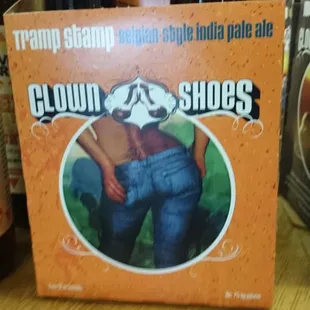 Tramp Stamp belgian-style india pale ale
CLOWN SHOES